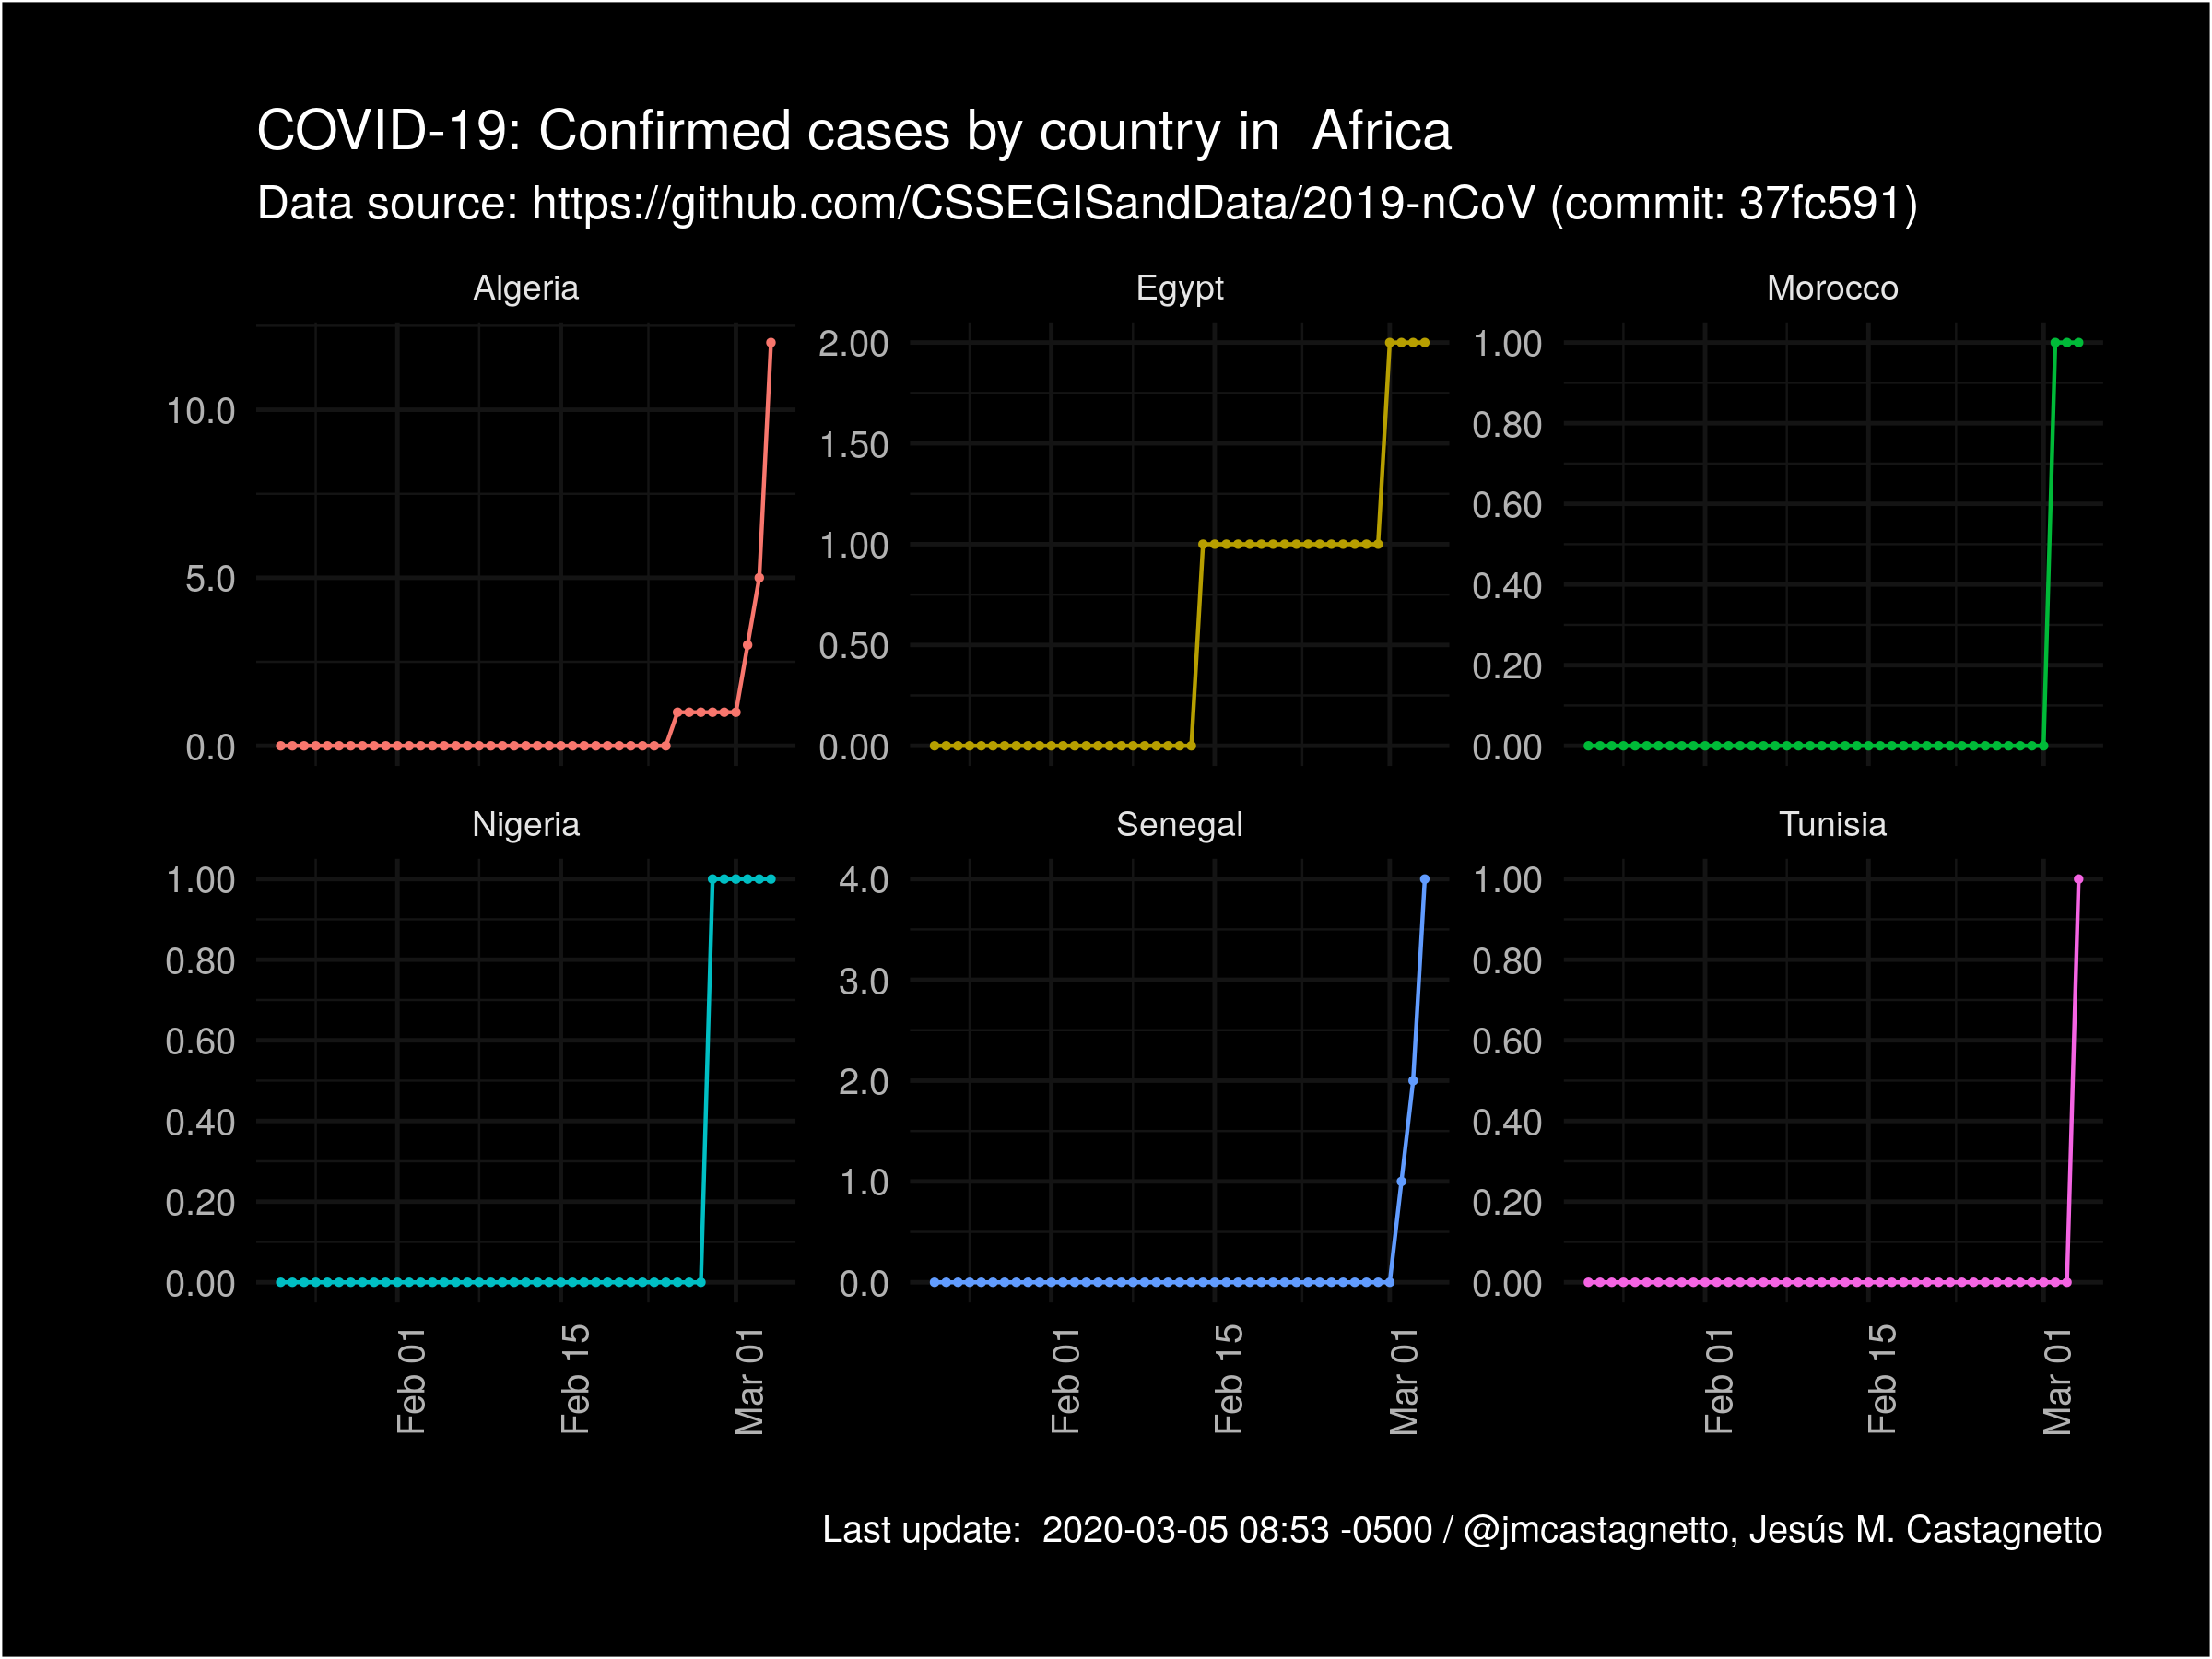 COVID-19: Confirmed cases by country in  Africa
Data source: https://github.com/CSSEGISandData/2019-nCoV (commit: 37fc591)
Algeria
10.0
5.0
0.0
Egypt
2.00
1.50
1.00
0.50
0.00
Morocco
1.00
0.80
0.60
0.40
0.20
0.00
Nigeria
1.00
0.80
0.60
0.40
0.20
0.00
Feb 01
Feb 15
Mar 01
Senegal
4.0
3.0
2.0
1.0
0.0
Feb 01
Feb 15
Mar 01
Tunisia
1.00
0.80
0.60
0.40
0.20
0.00
Feb 01
Feb 15
Mar 01
Last update:  2020-03-05 08:53 -0500 / @jmcastagnetto, Jesús M. Castagnetto